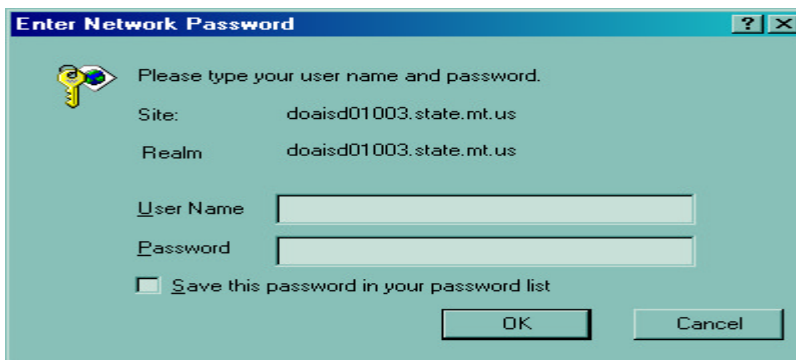 Enter Network Password
Please type your user name and password.
Site: doaisd01003.state.mt.us
Realm doaisd01003.state.mt.us
User Name
Password
Save this password in your password list
OK Cancel